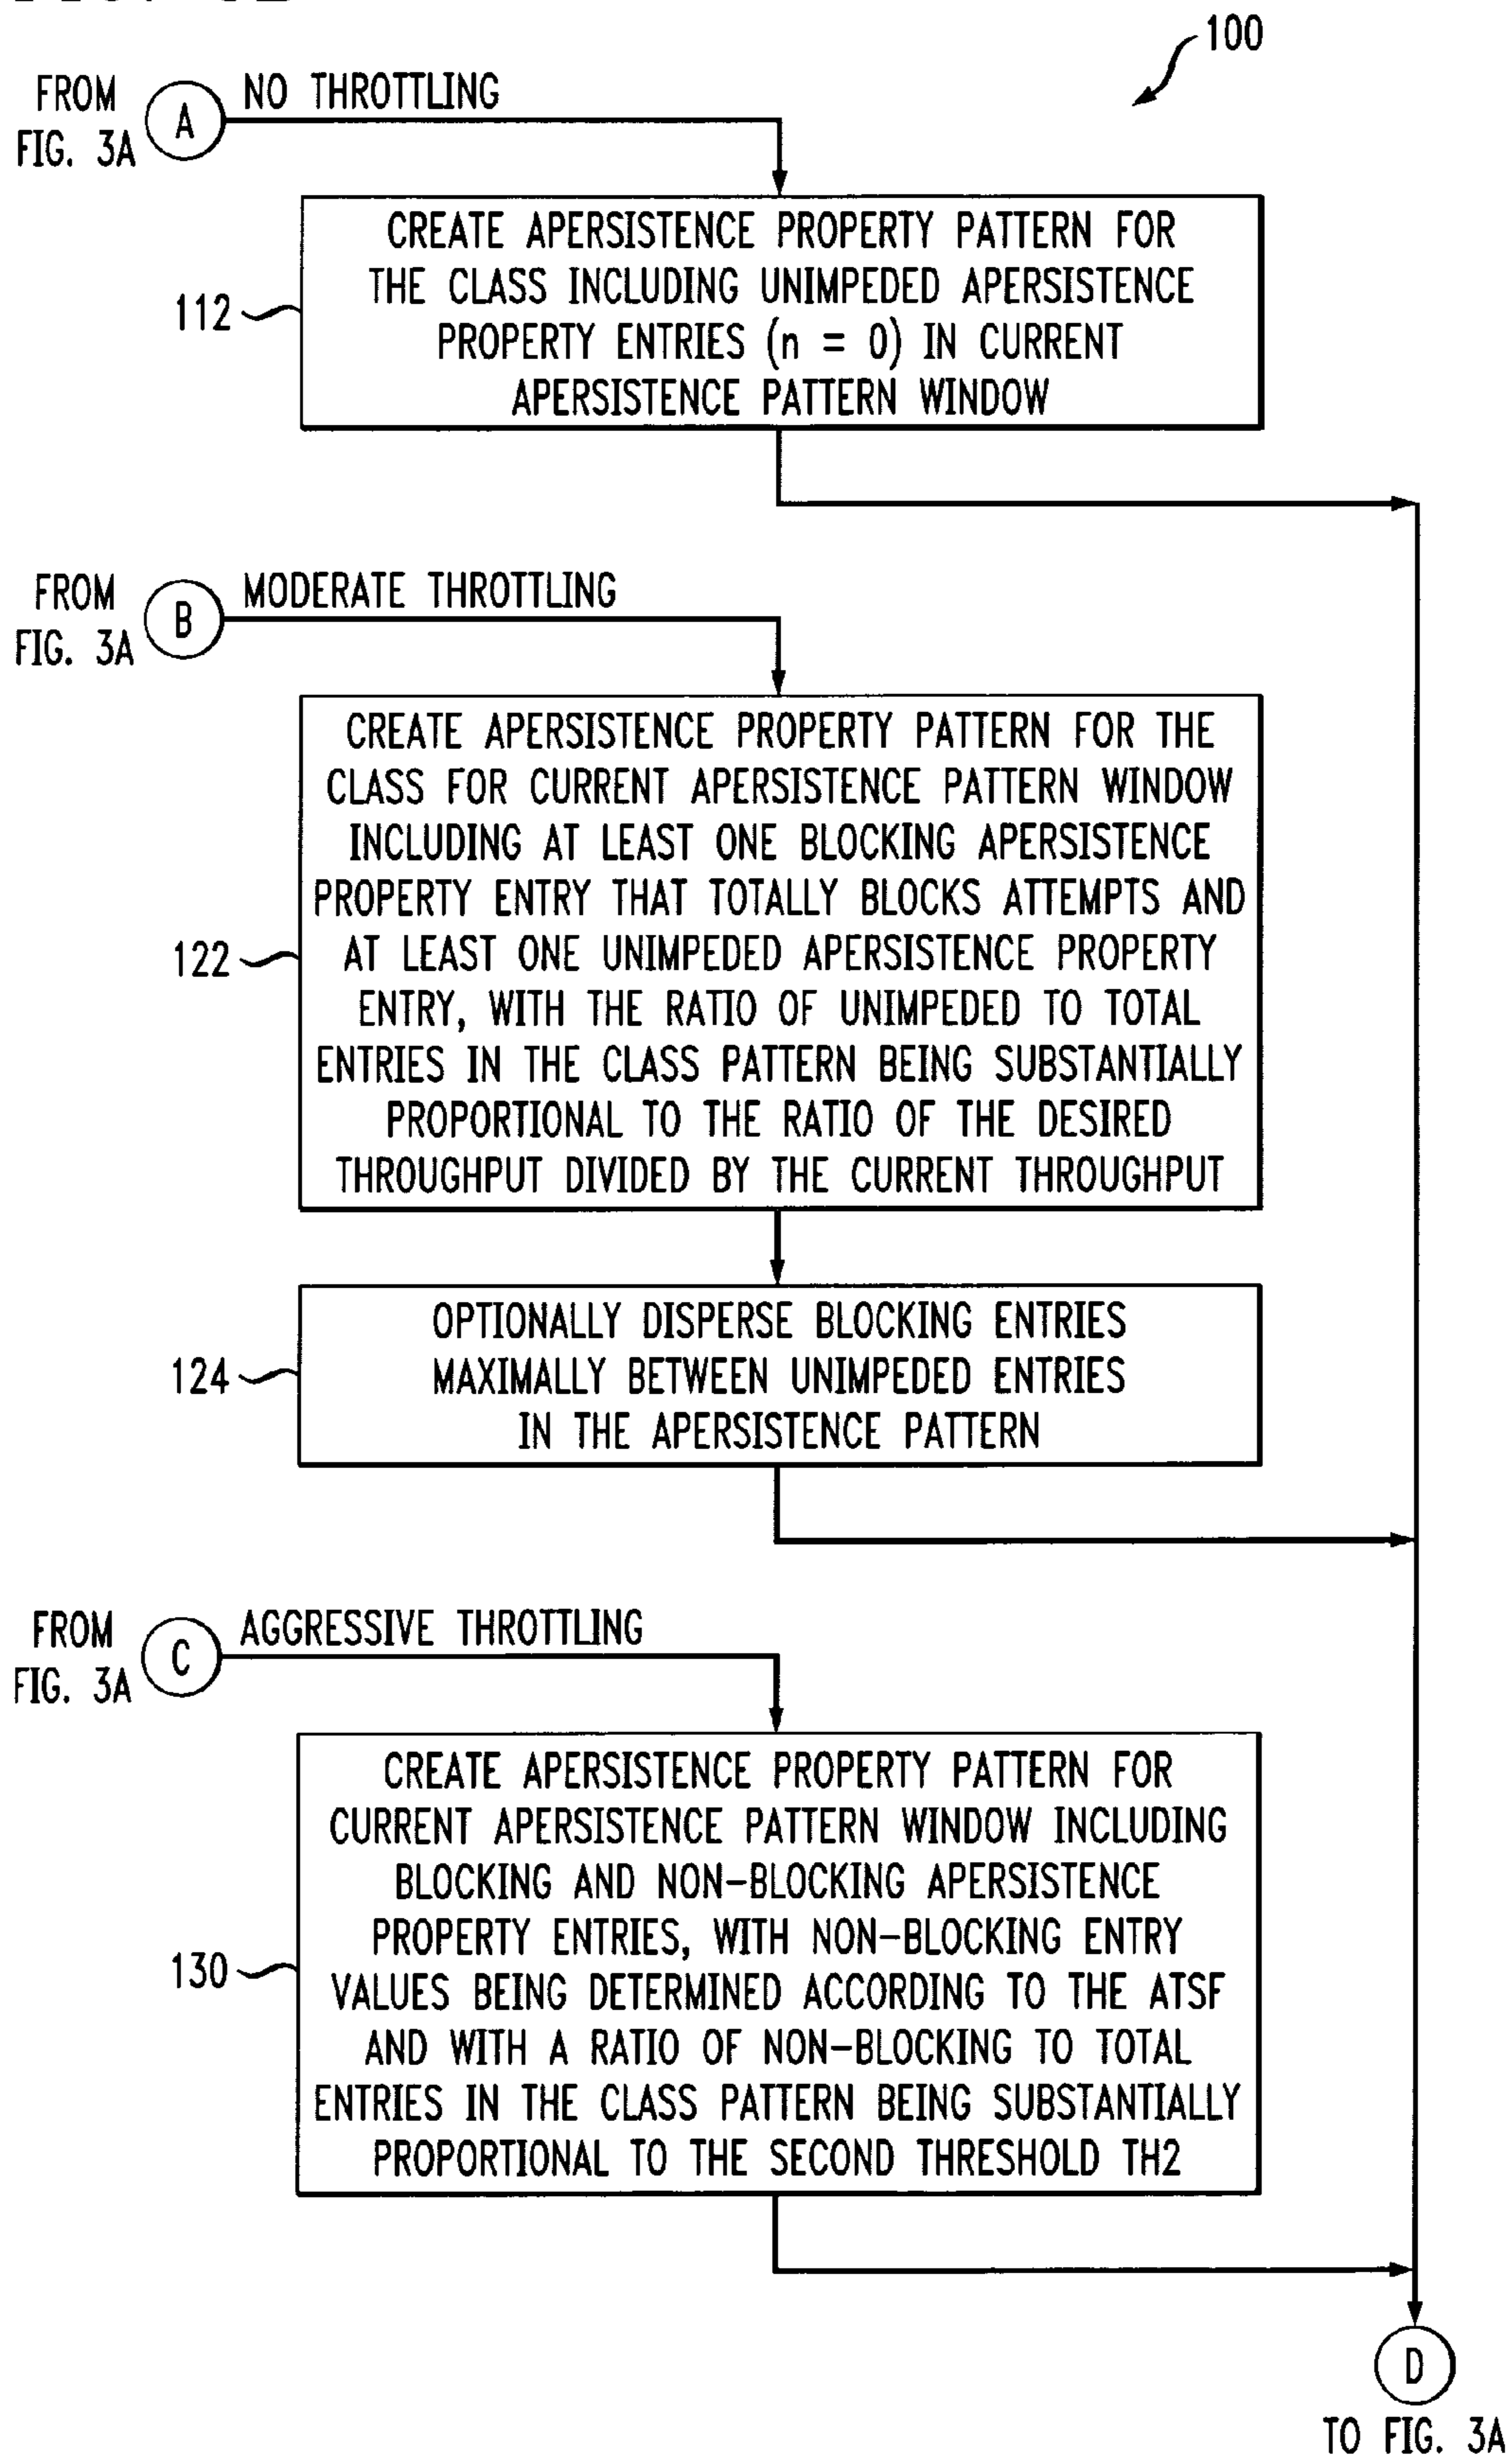 100
FROM
FIG. 3A
A
NO THROTTLING
112
CREATE APERSISTENCE PROPERTY PATTERN FOR
THE CLASS INCLUDING UNIMPEDED APERSISTENCE
PROPERTY ENTRIES (n = 0) IN CURRENT
APERSISTENCE PATTERN WINDOW
FROM
FIG. 3A
B
MODERATE THROTTLING
122
CREATE APERSISTENCE PROPERTY PATTERN FOR THE
CLASS FOR CURRENT APERSISTENCE PATTERN WINDOW
INCLUDING AT LEAST ONE BLOCKING APERSISTENCE
PROPERTY ENTRY THAT TOTALLY BLOCKS ATTEMPTS AND
AT LEAST ONE UNIMPEDED APERSISTENCE PROPERTY
ENTRY, WITH THE RATIO OF UNIMPEDED TO TOTAL
ENTRIES IN THE CLASS PATTERN BEING SUBSTANTIALLY
PROPORTIONAL TO THE RATIO OF THE DESIRED
THROUGHPUT DIVIDED BY THE CURRENT THROUGHPUT
124
OPTIONALLY DISPERSE BLOCKING ENTRIES
MAXIMALLY BETWEEN UNIMPEDED ENTRIES
IN THE APERSISTENCE PATTERN
FROM
FIG. 3A
C
AGGRESSIVE THROTTLING
130
CREATE APERSISTENCE PROPERTY PATTERN FOR
CURRENT APERSISTENCE PATTERN WINDOW INCLUDING
BLOCKING AND NON-BLOCKING APERSISTENCE
PROPERTY ENTRIES, WITH NON-BLOCKING ENTRY
VALUES BEING DETERMINED ACCORDING TO THE ATSF
AND WITH A RATIO OF NON-BLOCKING TO TOTAL
ENTRIES IN THE CLASS PATTERN BEING SUBSTANTIALLY
PROPORTIONAL TO THE SECOND THRESHOLD TH2
D
TO FIG. 3A